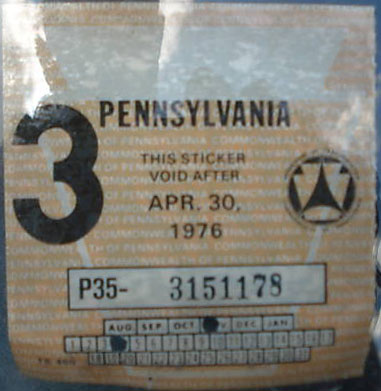 3
PENNSYLVANIA
THIS STICKER
VOID AFTER
APR. 30,
1976
P35- 3151178
AUG SEP OCT DEC JAN